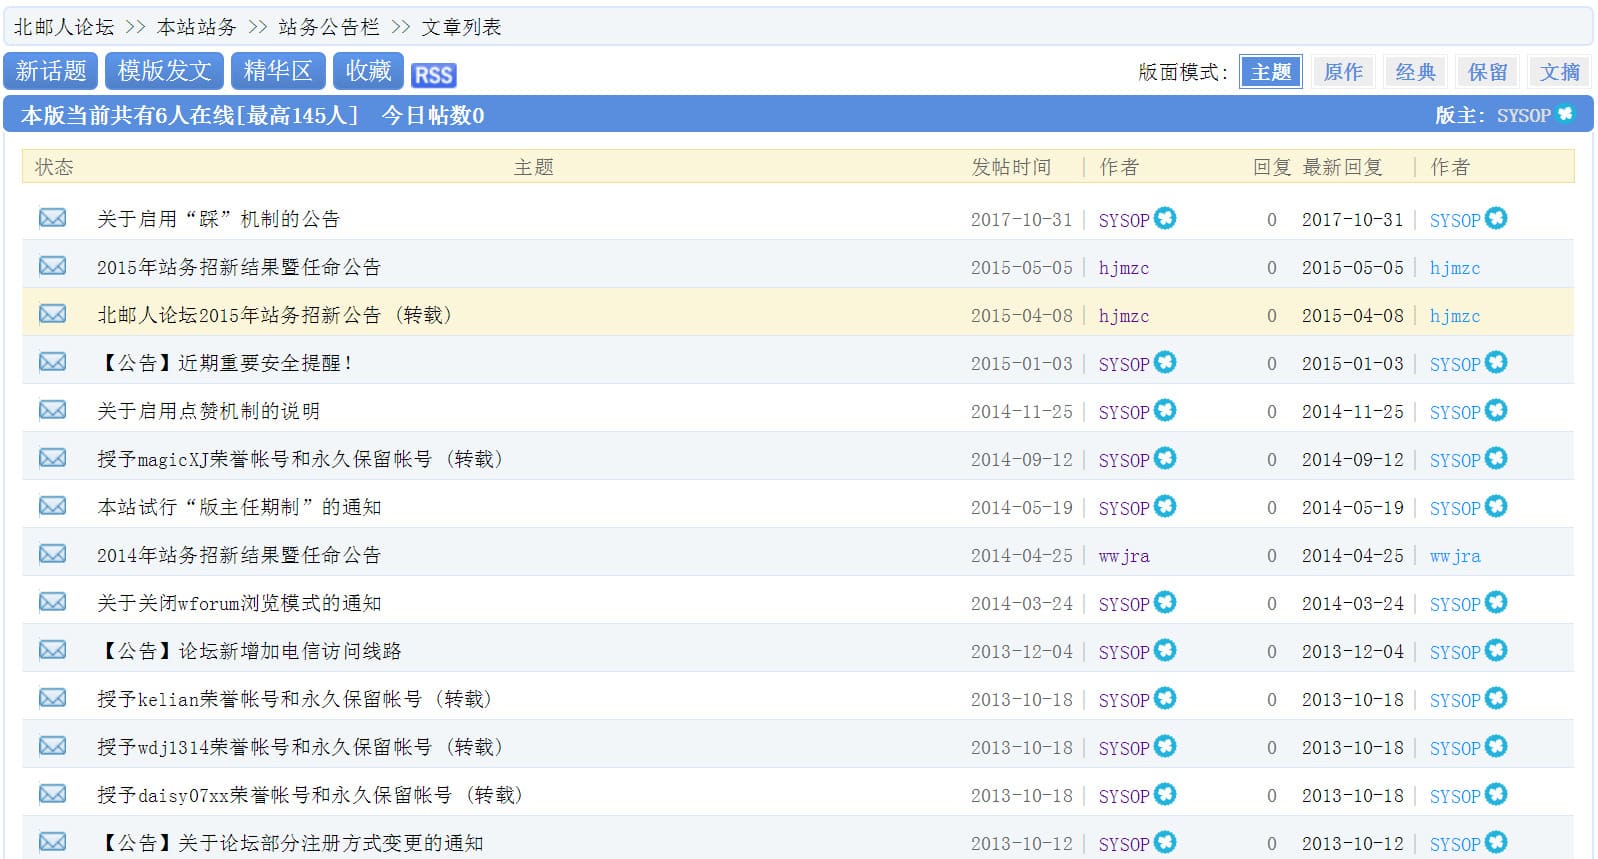 北邮人论坛 >> 本站站务 >> 站务公告栏 >> 文章列表
新话题 模版发文 精华区 收藏 RSS 版面模式: 主题 原作 经典 保留 文摘
本版当前共有6人在线[最高145人] 今日帖数0 版主: SYSOP
状态 主题 发帖时间 | 作者 回复 最新回复 | 作者
关于启用“踩”机制的公告 2017-10-31 | SYSOP 0 2017-10-31 | SYSOP
2015年站务招新结果暨任命公告 2015-05-05 | hjmzc 0 2015-05-05 | hjmzc
北邮人论坛2015年站务招新公告 (转载) 2015-04-08 | hjmzc 0 2015-04-08 | hjmzc
【公告】近期重要安全提醒! 2015-01-03 | SYSOP 0 2015-01-03 | SYSOP
关于启用点赞机制的说明 2014-11-25 | SYSOP 0 2014-11-25 | SYSOP
授予magicXJ荣誉帐号和永久保留帐号 (转载) 2014-09-12 | SYSOP 0 2014-09-12 | SYSOP
本站试行“版主任期制”的通知 2014-05-19 | SYSOP 0 2014-05-19 | SYSOP
2014年站务招新结果暨任命公告 2014-04-25 | wwjra 0 2014-04-25 | wwjra
关于关闭wforum浏览模式的通知 2014-03-24 | SYSOP 0 2014-03-24 | SYSOP
【公告】论坛新增加电信访问线路 2013-12-04 | SYSOP 0 2013-12-04 | SYSOP
授予kelian荣誉帐号和永久保留帐号 (转载) 2013-10-18 | SYSOP 0 2013-10-18 | SYSOP
授予wdj1314荣誉帐号和永久保留帐号 (转载) 2013-10-18 | SYSOP 0 2013-10-18 | SYSOP
授予daisy07xx荣誉帐号和永久保留帐号 (转载) 2013-10-18 | SYSOP 0 2013-10-18 | SYSOP
【公告】关于论坛部分注册方式变更的通知 2013-10-12 | SYSOP 0 2013-10-12 | SYSOP